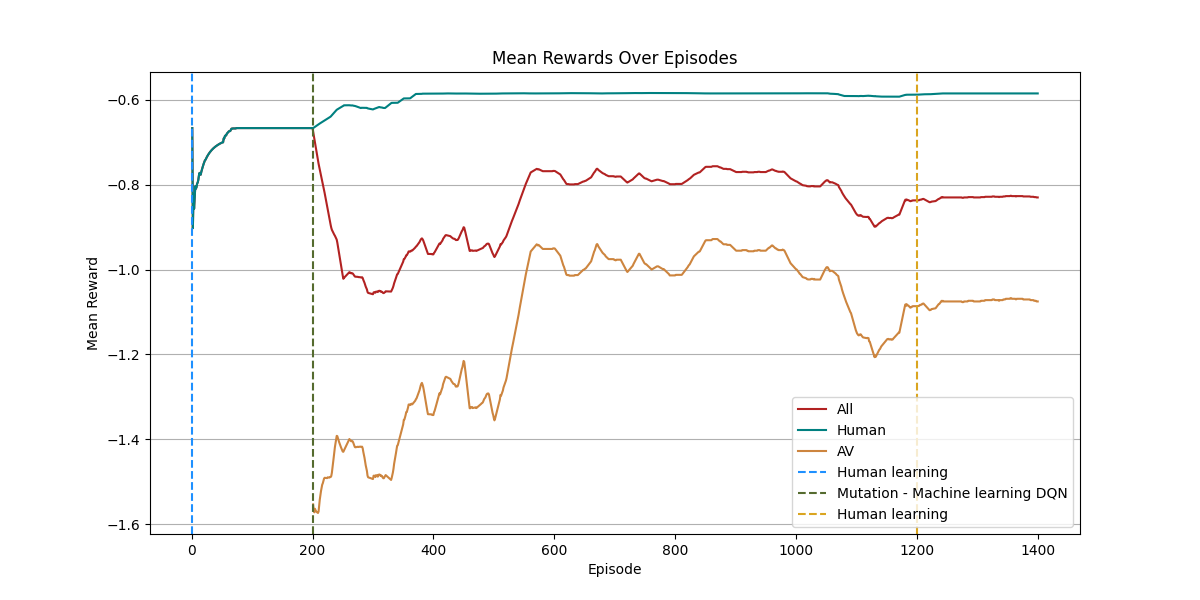 Mean Rewards Over Episodes
Mean Reward
−0.6
−0.8
−1.0
−1.2
−1.4
−1.6
All
Human
AV
Human learning
Mutation - Machine learning DQN
Human learning
0 200 400 600 800 1000 1200 1400
Episode